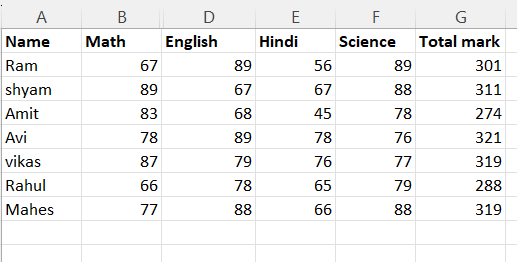 A B D E F G
Name Math English Hindi Science Total mark
Ram 67 89 56 89 301
shyam 89 67 67 88 311
Amit 83 68 45 78 274
Avi 78 89 78 76 321
vikas 87 79 76 77 319
Rahul 66 78 65 79 288
Mahes 77 88 66 88 319